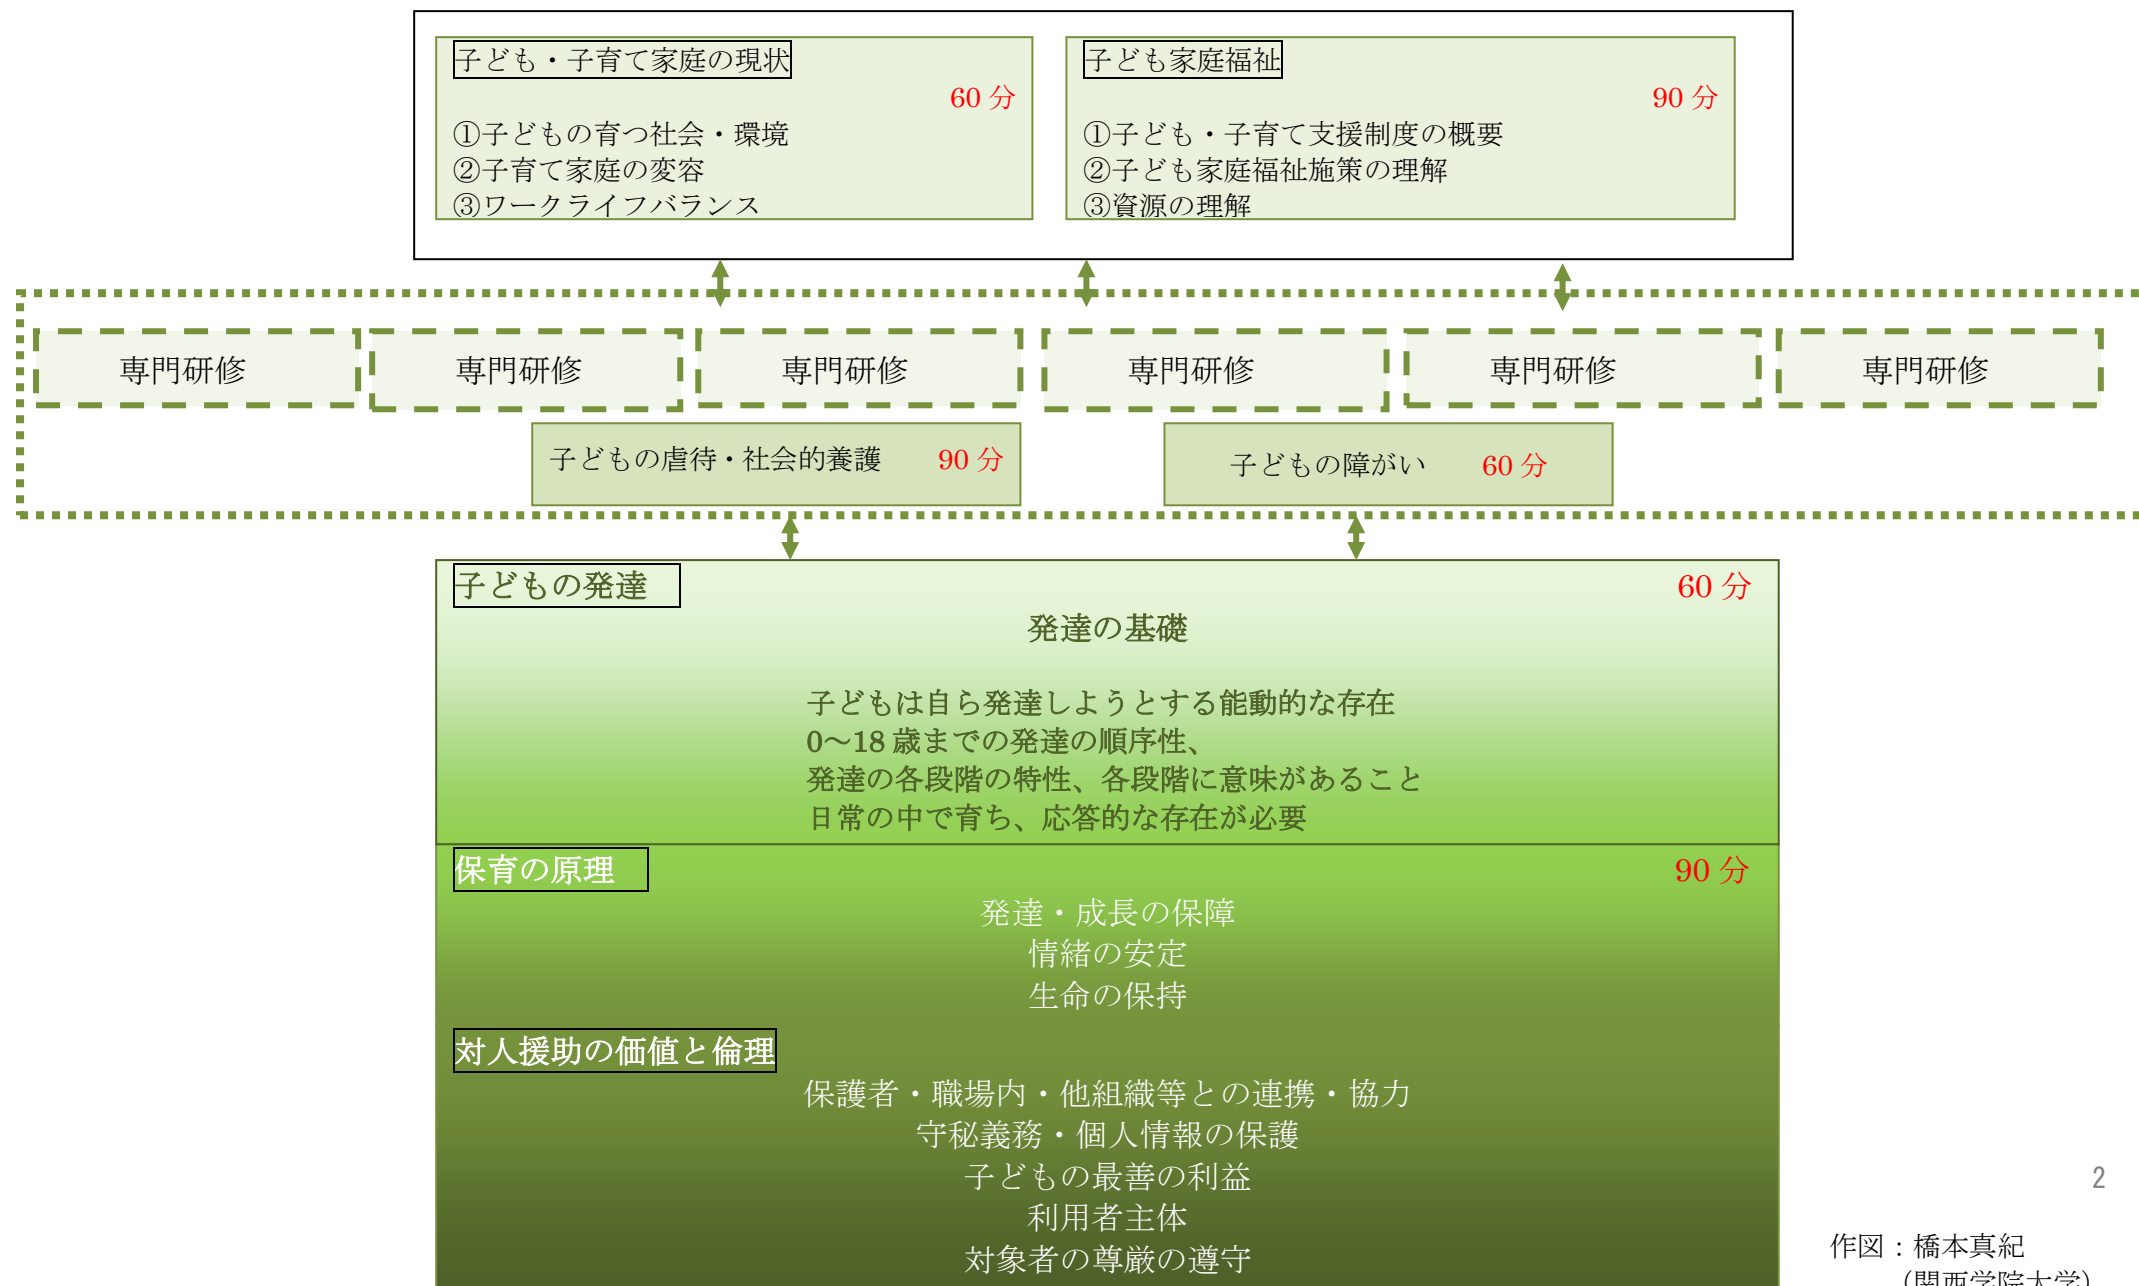 子ども・子育て家庭の現状
60 分
①子どもの育つ社会・環境
②子育て家庭の変容
③ワークライフバランス
子ども家庭福祉
90 分
①子ども・子育て支援制度の概要
②子ども家庭福祉施策の理解
③資源の理解
専門研修
専門研修
専門研修
専門研修
専門研修
専門研修
子どもの虐待・社会的養護 90 分
子どもの障がい 60 分
子どもの発達 60 分
発達の基礎
子どもは自ら発達しようとする能動的な存在
0～18 歳までの発達の順序性、
発達の各段階の特性、各段階に意味があること
日常の中で育ち、応答的な存在が必要
保育の原理 90 分
発達・成長の保障
情緒の安定
生命の保持
対人援助の価値と倫理
保護者・職場内・他組織等との連携・協力
守秘義務・個人情報の保護
子どもの最善の利益
利用者主体
対象者の尊厳の遵守
2
作図：橋本真紀
（関西学院大学）